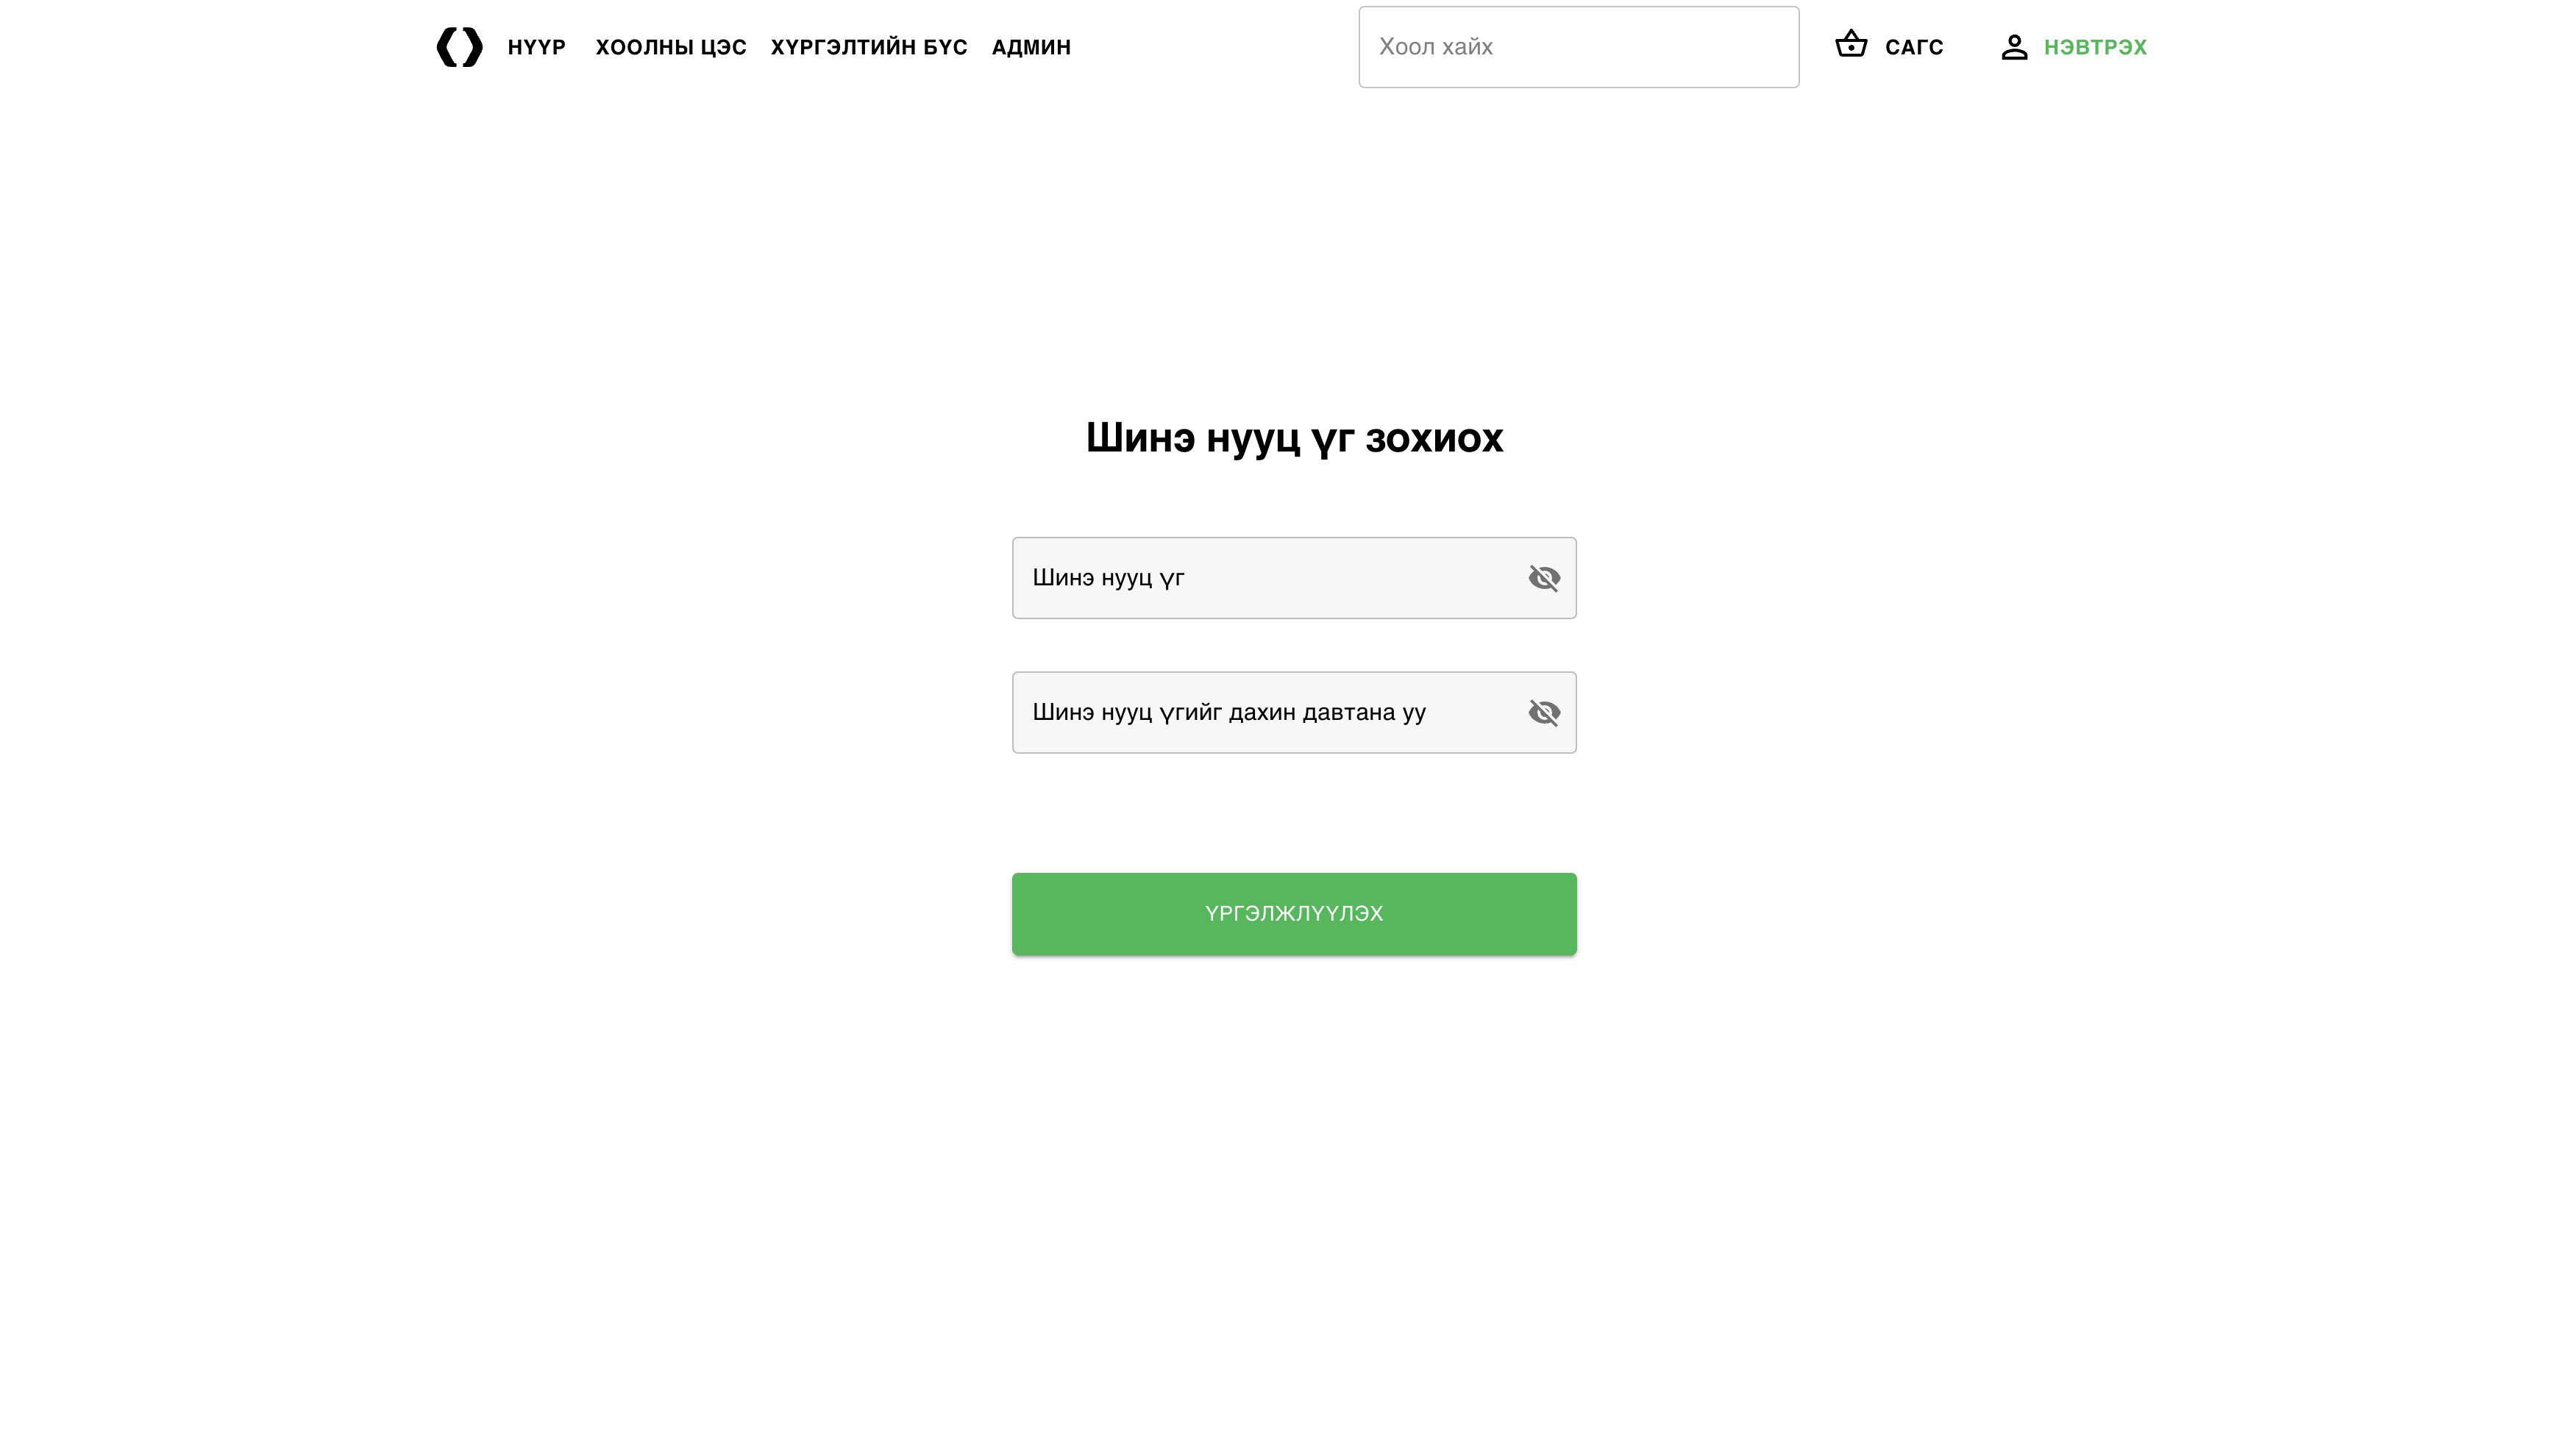 НҮҮР ХООЛНЫ ЦЭС ХҮРГЭЛТИЙН БҮС АДМИН Хоол хайх САГС НЭВТРЭХ
Шинэ нууц үг зохиох
Шинэ нууц үг
Шинэ нууц үгийг дахин давтана уу
ҮРГЭЛЖЛҮҮЛЭХ